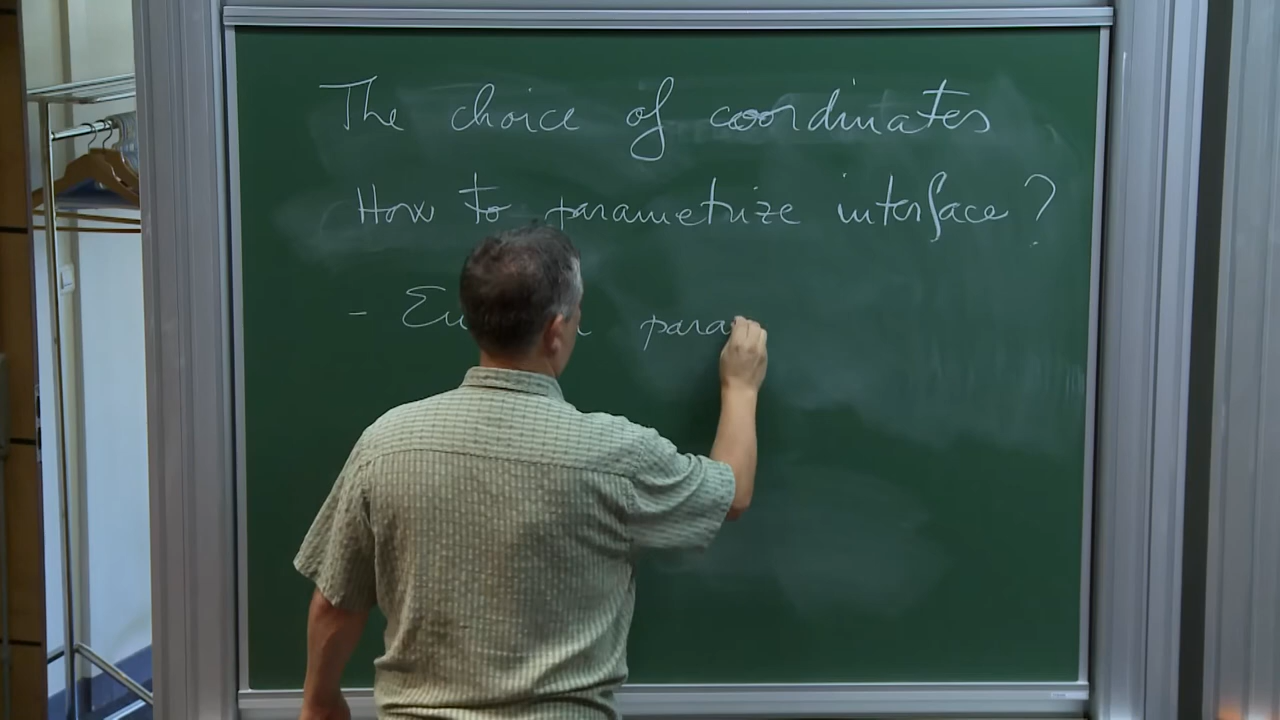 The choice of coordinates
How to parametrize interface ?
- para